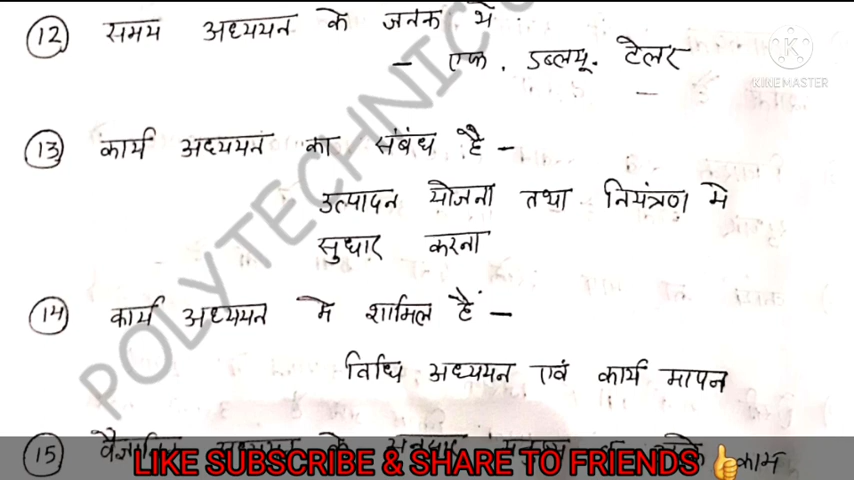 12 समय अध्ययन के जनक थे
- एफ. डब्लयू. टेलर
13 कार्य अध्ययन का संबंध है -
उत्पादन योजना तथा नियंत्रण मे
सुधार करना
14 कार्य अध्ययन मे शामिल हैं -
विधि अध्ययन एवं कार्य मापन
15 काम
LIKE SUBSCRIBE & SHARE TO FRIENDS
POLYTECHNIC
KINEMASTER